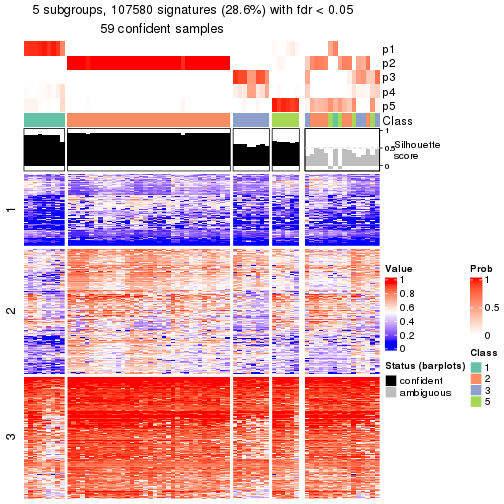 5 subgroups, 107580 signatures (28.6%) with fdr < 0.05
59 confident samples
p1
p2
p3
p4
p5
Class
1
0.5
0
Silhouette
score
1
2
3
Value
1
0.8
0.6
0.4
0.2
0
Prob
1
0.5
0
Status (barplots)
confident
ambiguous
Class
1
2
3
5